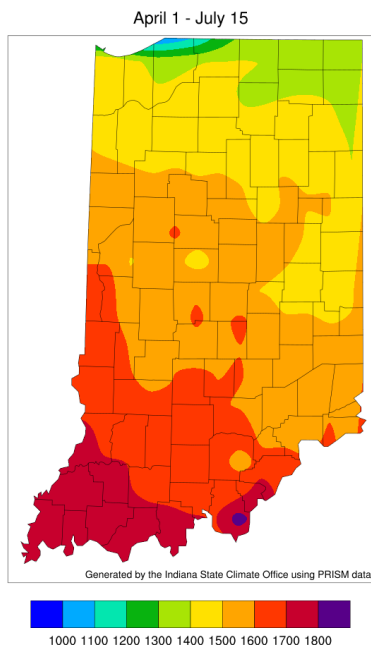 April 1 - July 15
Generated by the Indiana State Climate Office using PRISM data
1000 1100 1200 1300 1400 1500 1600 1700 1800